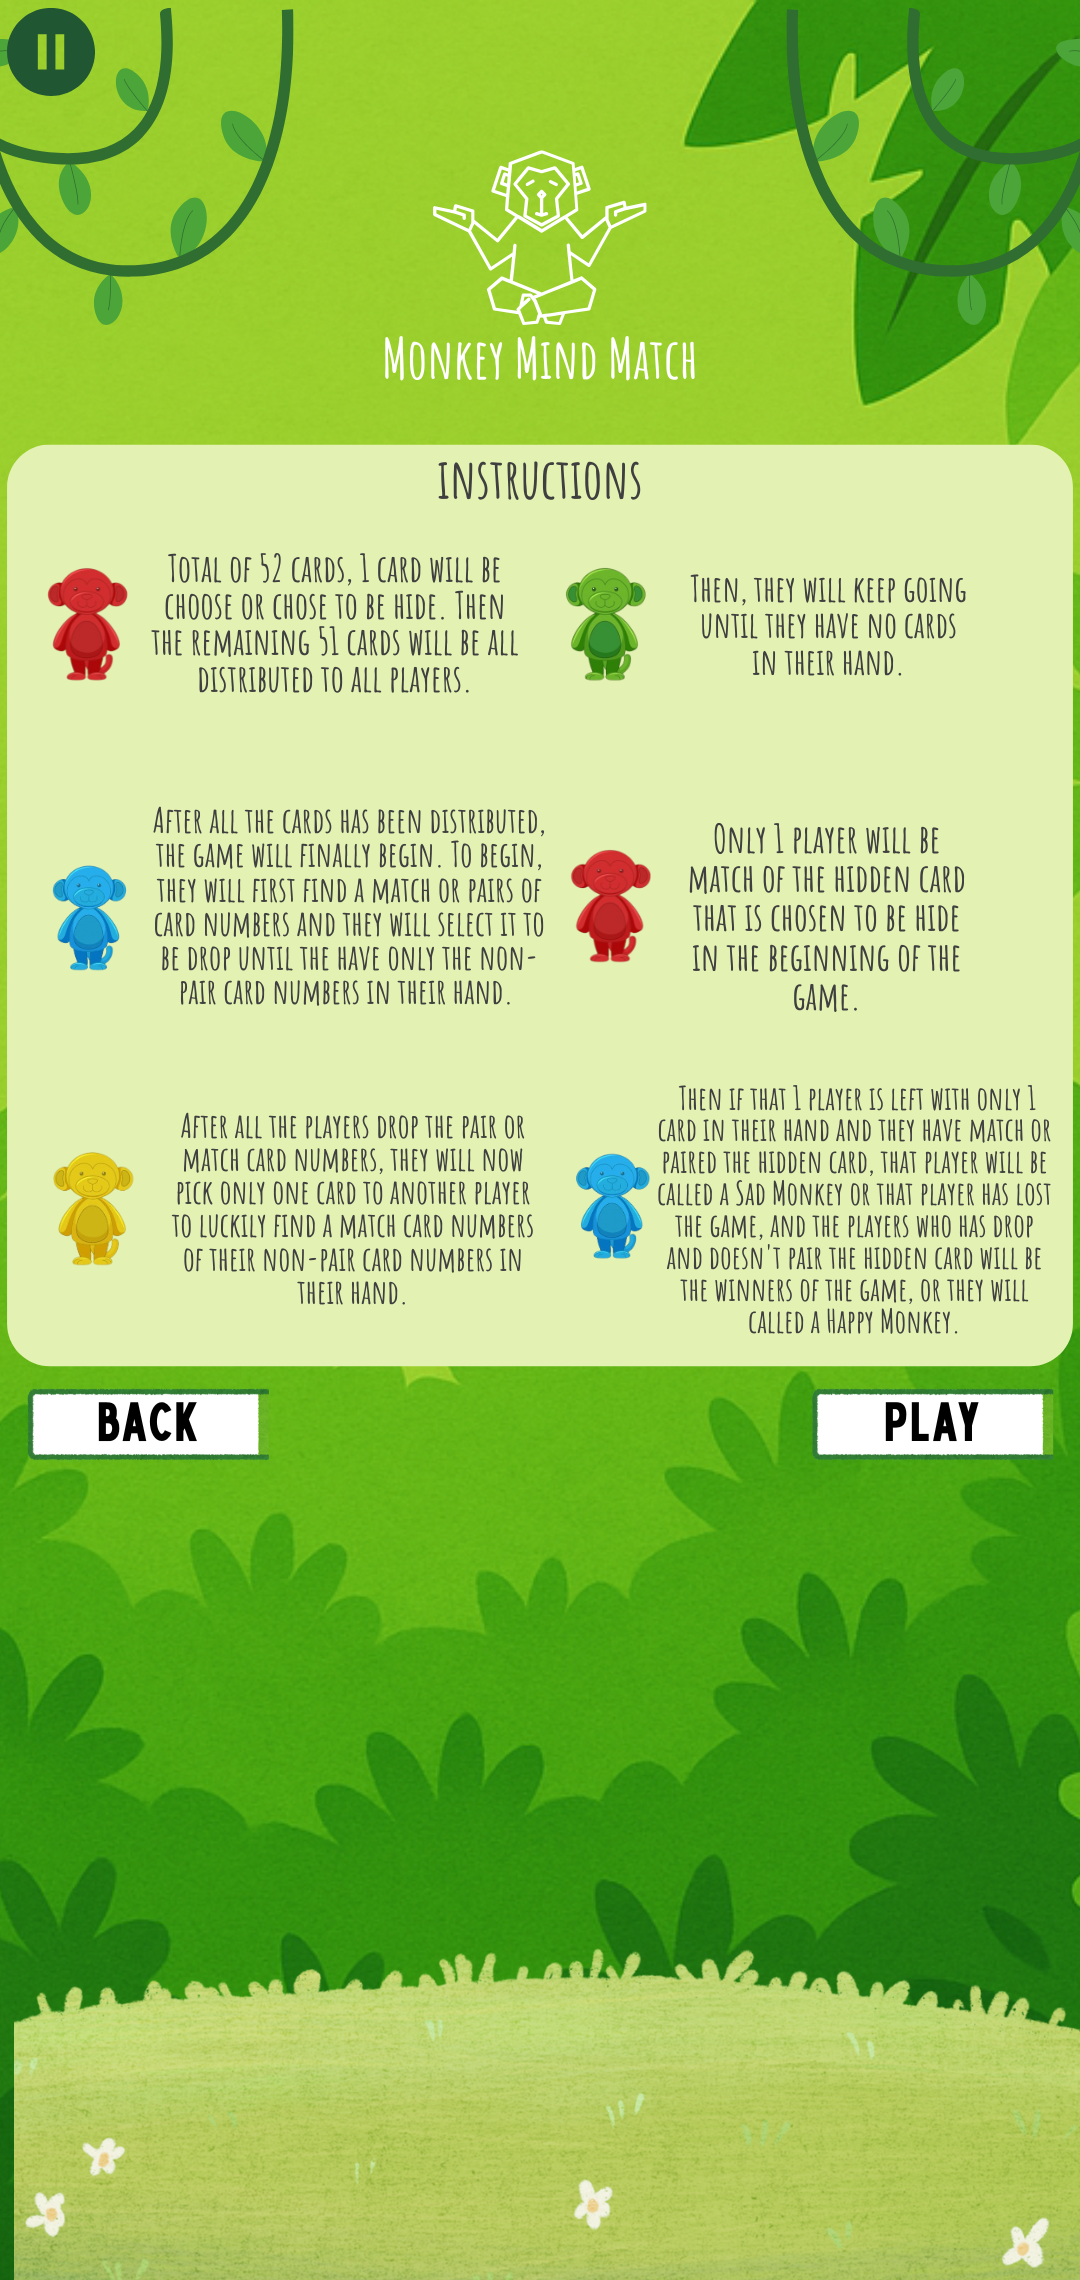 Monkey Mind Match
INSTRUCTIONS
Total of 52 cards, 1 card will be
choose or chose to be hide. Then
the remaining 51 cards will be all
distributed to all players.
After all the cards has been distributed,
the game will finally begin. To begin,
they will first find a match or pairs of
card numbers and they will select it to
be drop until the have only the non-
pair card numbers in their hand.
After all the players drop the pair or
match card numbers, they will now
pick only one card to another player
to luckily find a match card numbers
of their non-pair card numbers in
their hand.
Then, they will keep going
until they have no cards
in their hand.
Only 1 player will be
match of the hidden card
that is chosen to be hide
in the beginning of the
game.
Then if that 1 player is left with only 1
card in their hand and they have match or
paired the hidden card, that player will be
called a Sad Monkey or that player has lost
the game, and the players who has drop
and doesn't pair the hidden card will be
the winners of the game, or they will
called a Happy Monkey.
BACK
PLAY